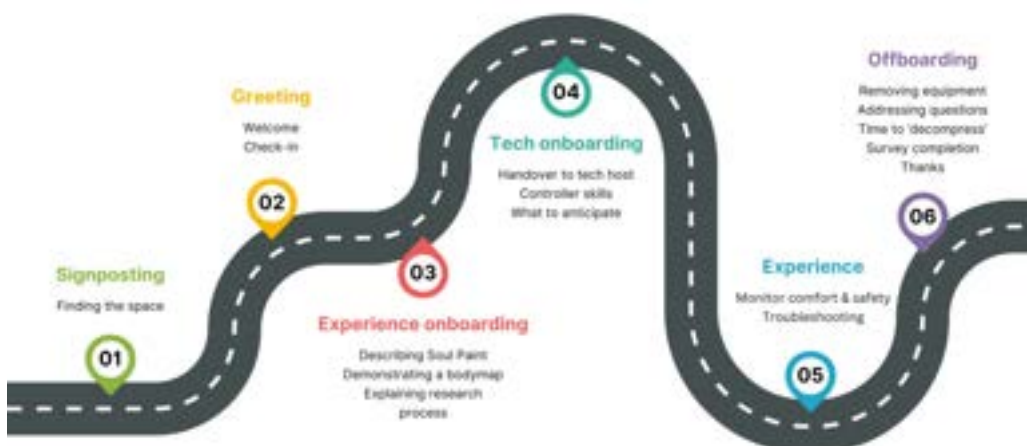 01
Signposting
Finding the space
02
Greeting
Welcome
Check-in
03
Experience onboarding
Describing Soul Paint
Demonstrating a bodymap
Explaining research
process
04
Tech onboarding
Handover to tech host
Controller skills
What to anticipate
05
Experience
Monitor comfort & safety
Troubleshooting
06
Offboarding
Removing equipment
Addressing questions
Time to 'decompress'
Survey completion
Thanks